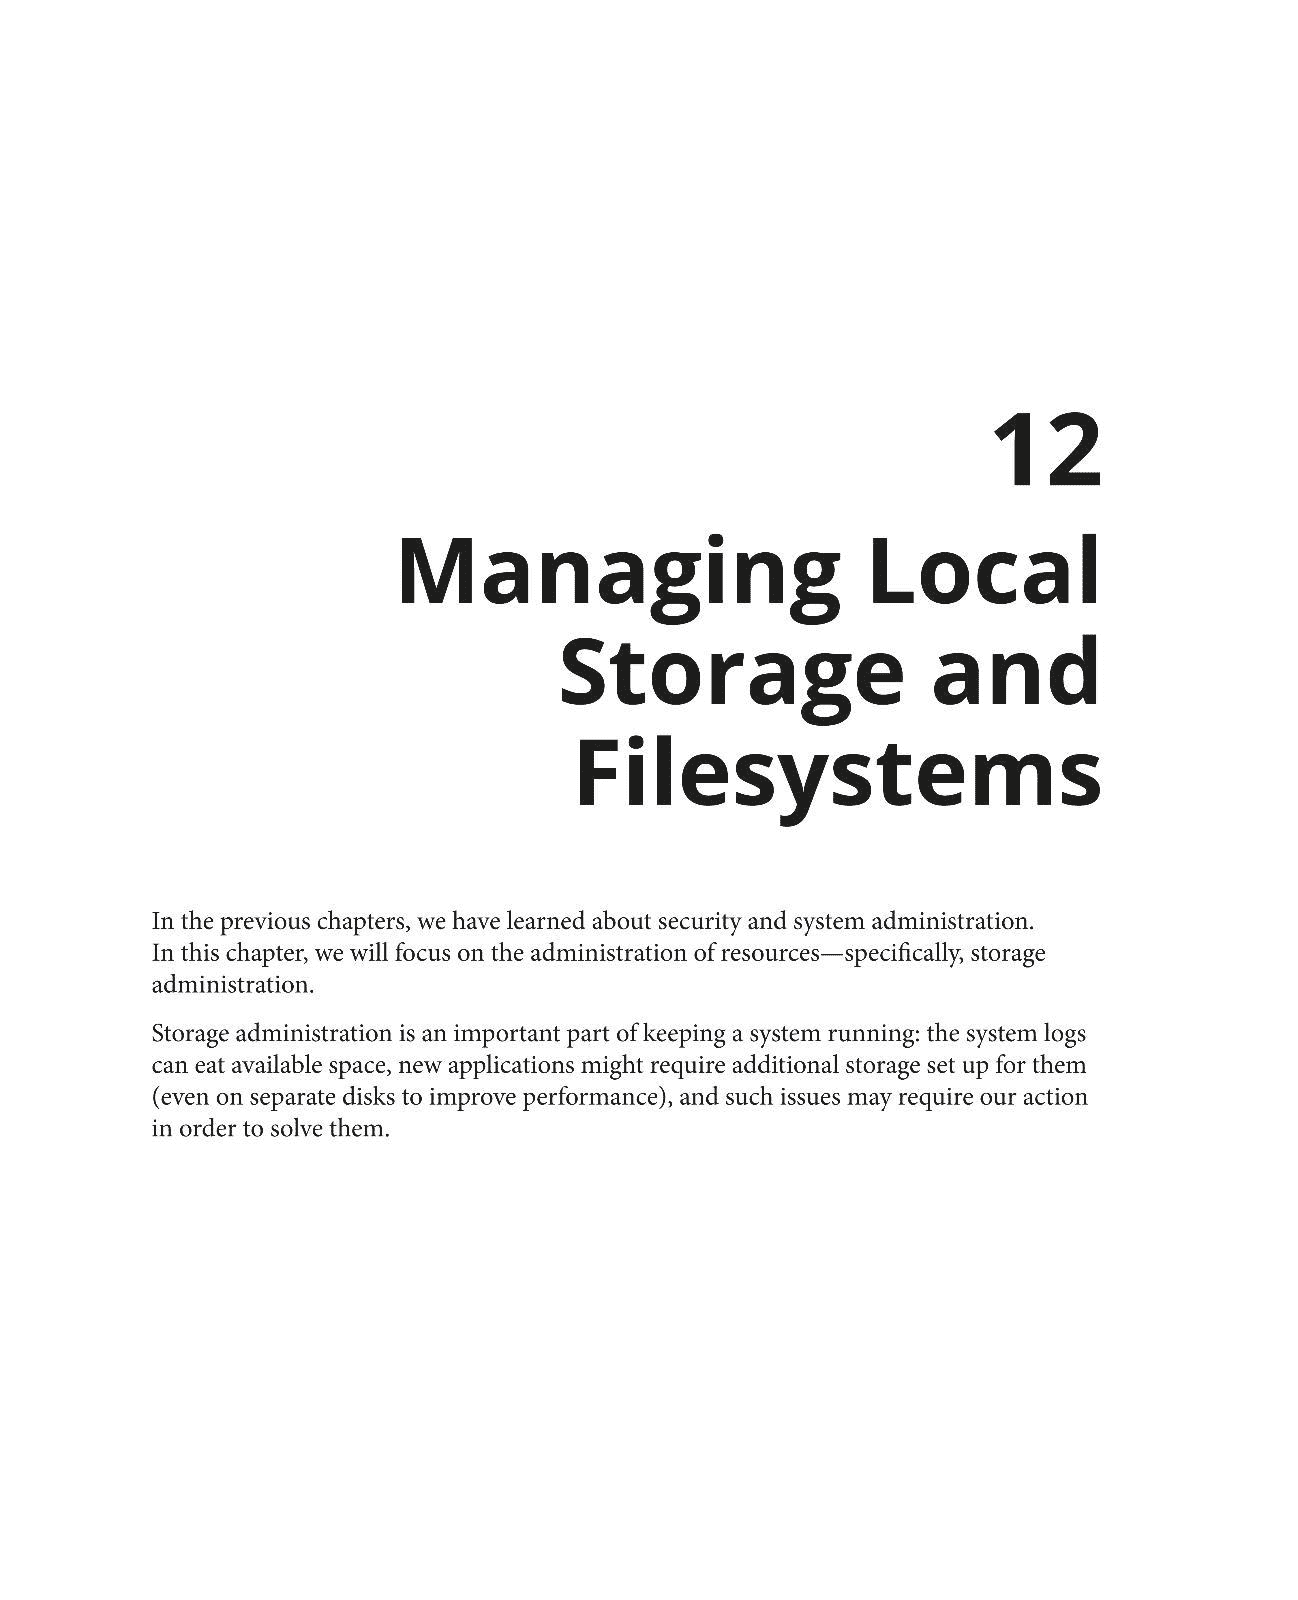 12
Managing Local
Storage and
Filesystems
In the previous chapters, we have learned about security and system administration.
In this chapter, we will focus on the administration of resources—specifically, storage
administration.
Storage administration is an important part of keeping a system running: the system logs
can eat available space, new applications might require additional storage set up for them
(even on separate disks to improve performance), and such issues may require our action
in order to solve them.